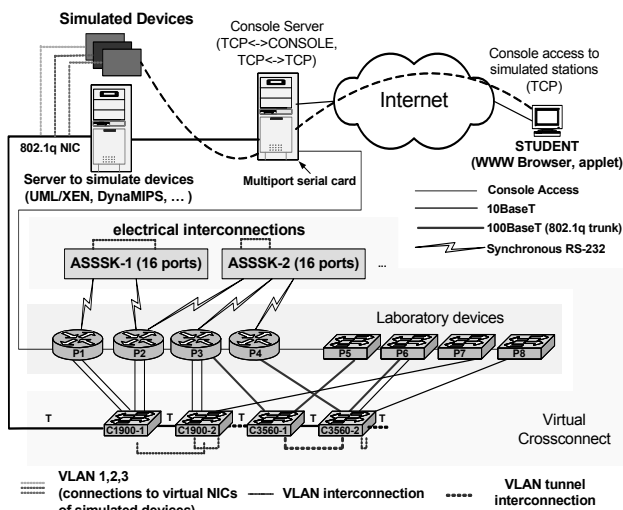 Simulated Devices
Console Server
(TCP<->CONSOLE,
TCP<->TCP)
Console access to
simulated stations
(TCP)
Internet
802.1q NIC
STUDENT
(WWW Browser, applet)
Server to simulate devices
(UML/XEN, DynaMIPS, ... )
Multiport serial card
Console Access
10BaseT
100BaseT (802.1q trunk)
Synchronous RS-232
electrical interconnections
ASSSK-1 (16 ports)
ASSSK-2 (16 ports)
...
Laboratory devices
P1
P2
P3
P4
P5
P6
P7
P8
T
T
T
T
T
C1900-1
C1900-2
C3560-1
C3560-2
Virtual
Crossconnect
VLAN 1,2,3
(connections to virtual NICs
of simulated devices)
VLAN interconnection
VLAN tunnel
interconnection